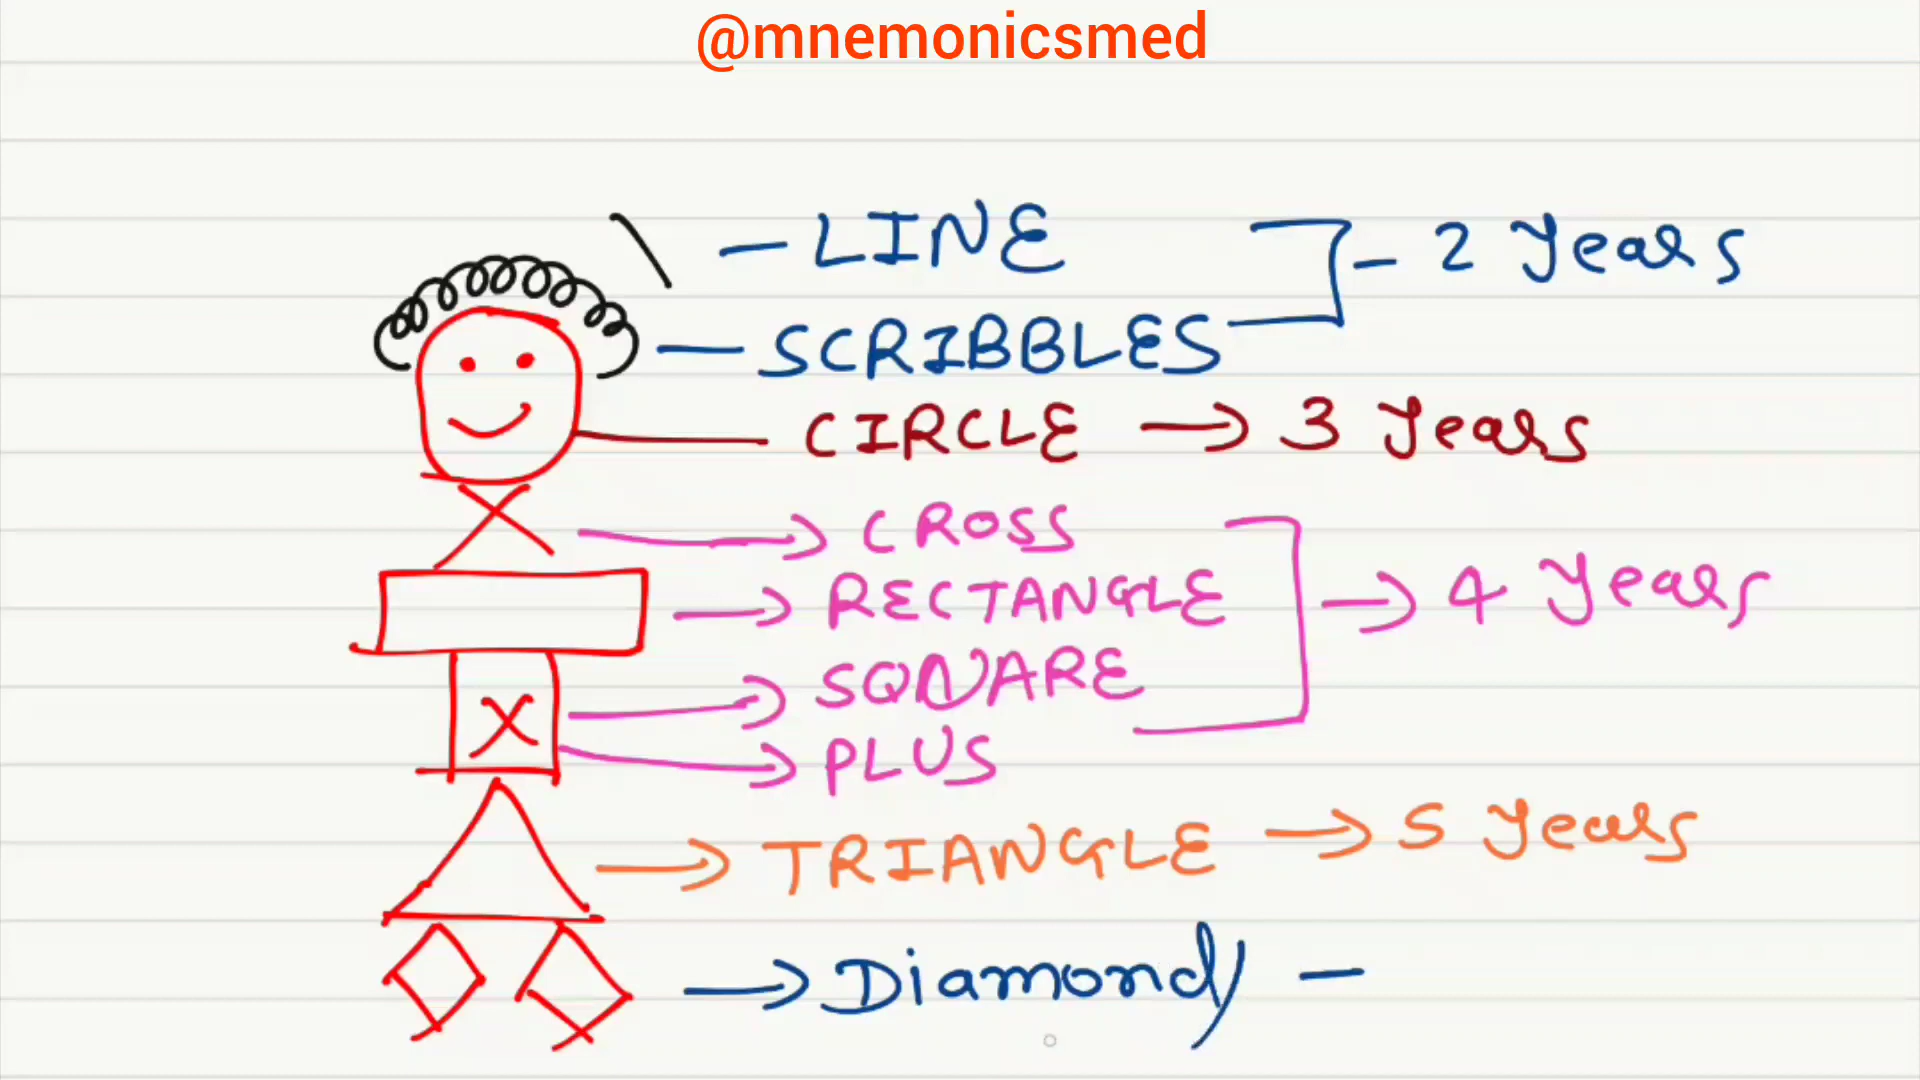 @mnemonicsmed
- LINE - 2 Years
- SCRIBBLES
CIRCLE → 3 Years
→ CROSS
→ RECTANGLE → 4 Years
→ SQUARE
→ PLUS
→ TRIANGLE → 5 Years
→ Diamond/ -